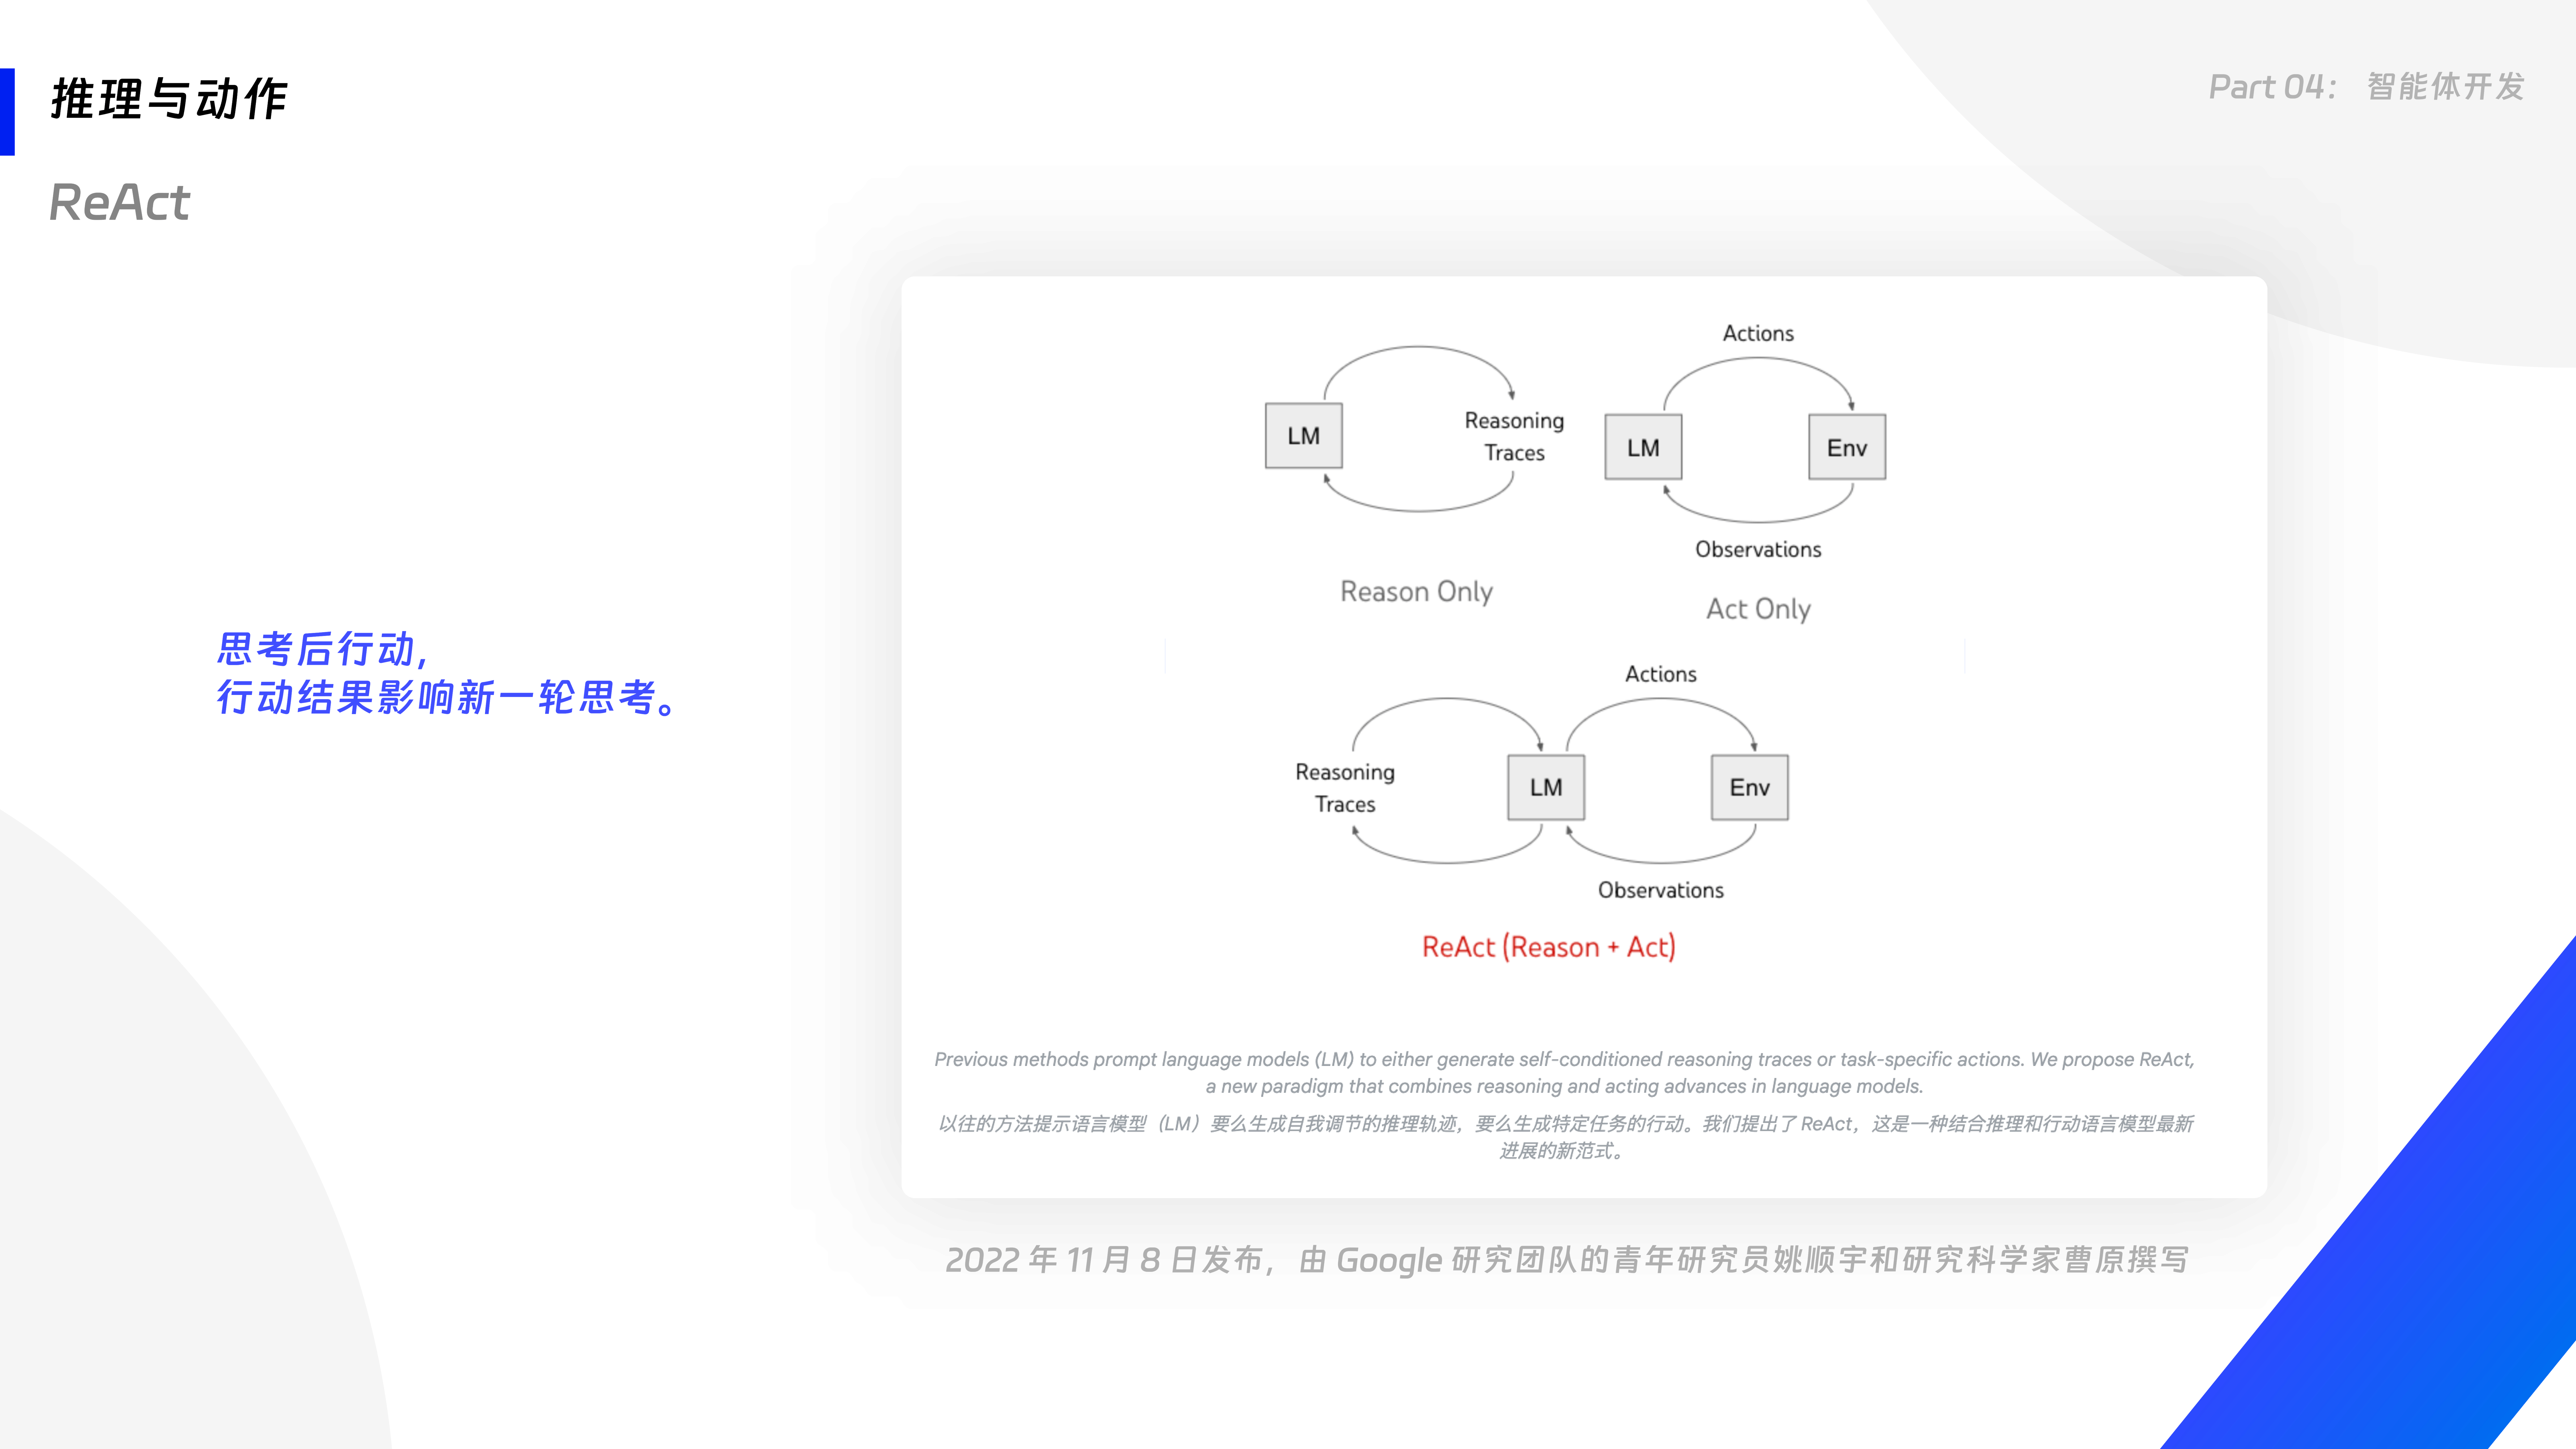 推理与动作
Part 04： 智能体开发
ReAct
思考后行动,
行动结果影响新一轮思考。
LM
Reasoning
Traces
Reason Only
Actions
LM
Env
Observations
Act Only
Actions
Reasoning
Traces
LM
Env
Observations
ReAct (Reason + Act)
Previous methods prompt language models (LM) to either generate self-conditioned reasoning traces or task-specific actions. We propose ReAct,
a new paradigm that combines reasoning and acting advances in language models.
以往的方法提示语言模型（LM）要么生成自我调节的推理轨迹，要么生成特定任务的行动。我们提出了 ReAct，这是一种结合推理和行动语言模型最新
进展的新范式。
2022 年 11 月 8 日发布，由 Google 研究团队的青年研究员姚顺宇和研究科学家曹原撰写